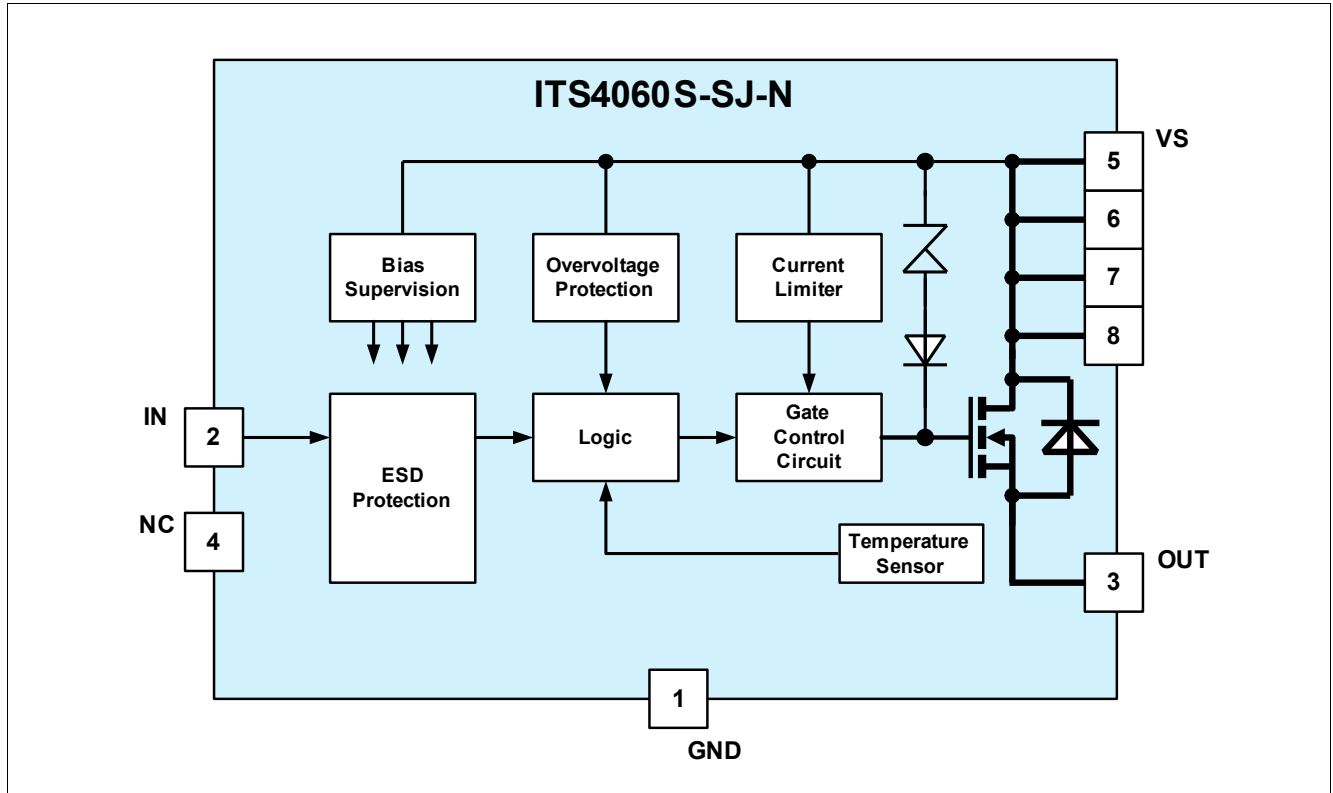 ITS4060S-SJ-N
VS
5
6
7
8
Bias
Supervision
Overvoltage
Protection
Current
Limiter
IN
2
NC
4
ESD
Protection
Logic
Gate
Control
Circuit
Temperature
Sensor
3
OUT
1
GND